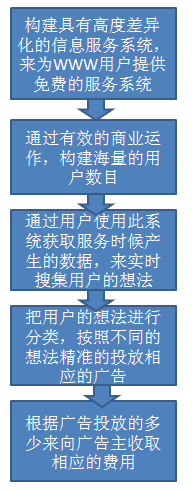 构建具有高度差异
化的信息服务系统，
来为WWW用户提供
免费的服务系统
通过有效的商业运
作，构建海量的用
户数目
通过用户使用此系
统获取服务时候产
生的数据，来实时
搜集用户的想法
把用户的想法进行
分类，按照不同的
想法精准的投放相
应的广告
根据广告投放的多
少来向广告主收取
相应的费用